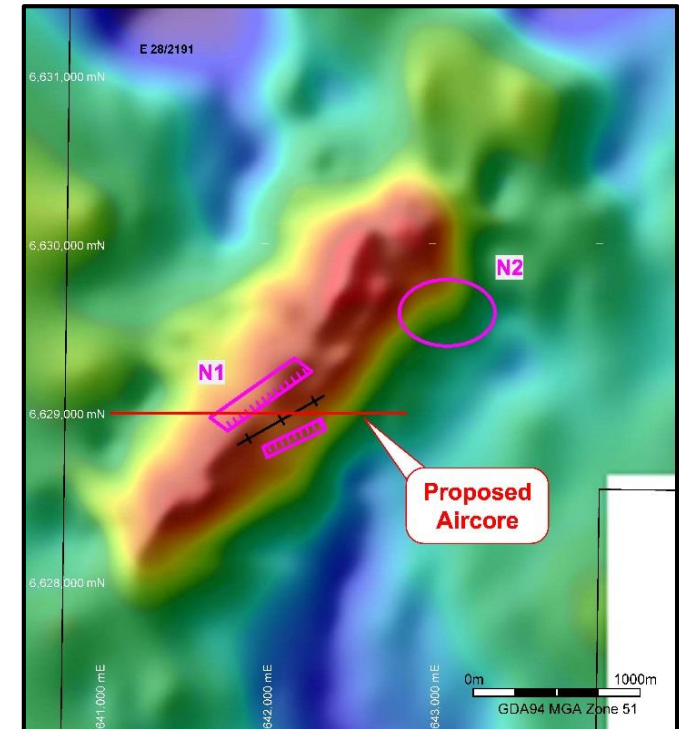 E 28/2191
6,631,000 mN
6,630,000 mN
N2
N1
6,629,000 mN
Proposed
Aircore
6,628,000 mN
641,000 mE
642,000 mE
643,000 mE
0m 1000m
GDA94 MGA Zone 51